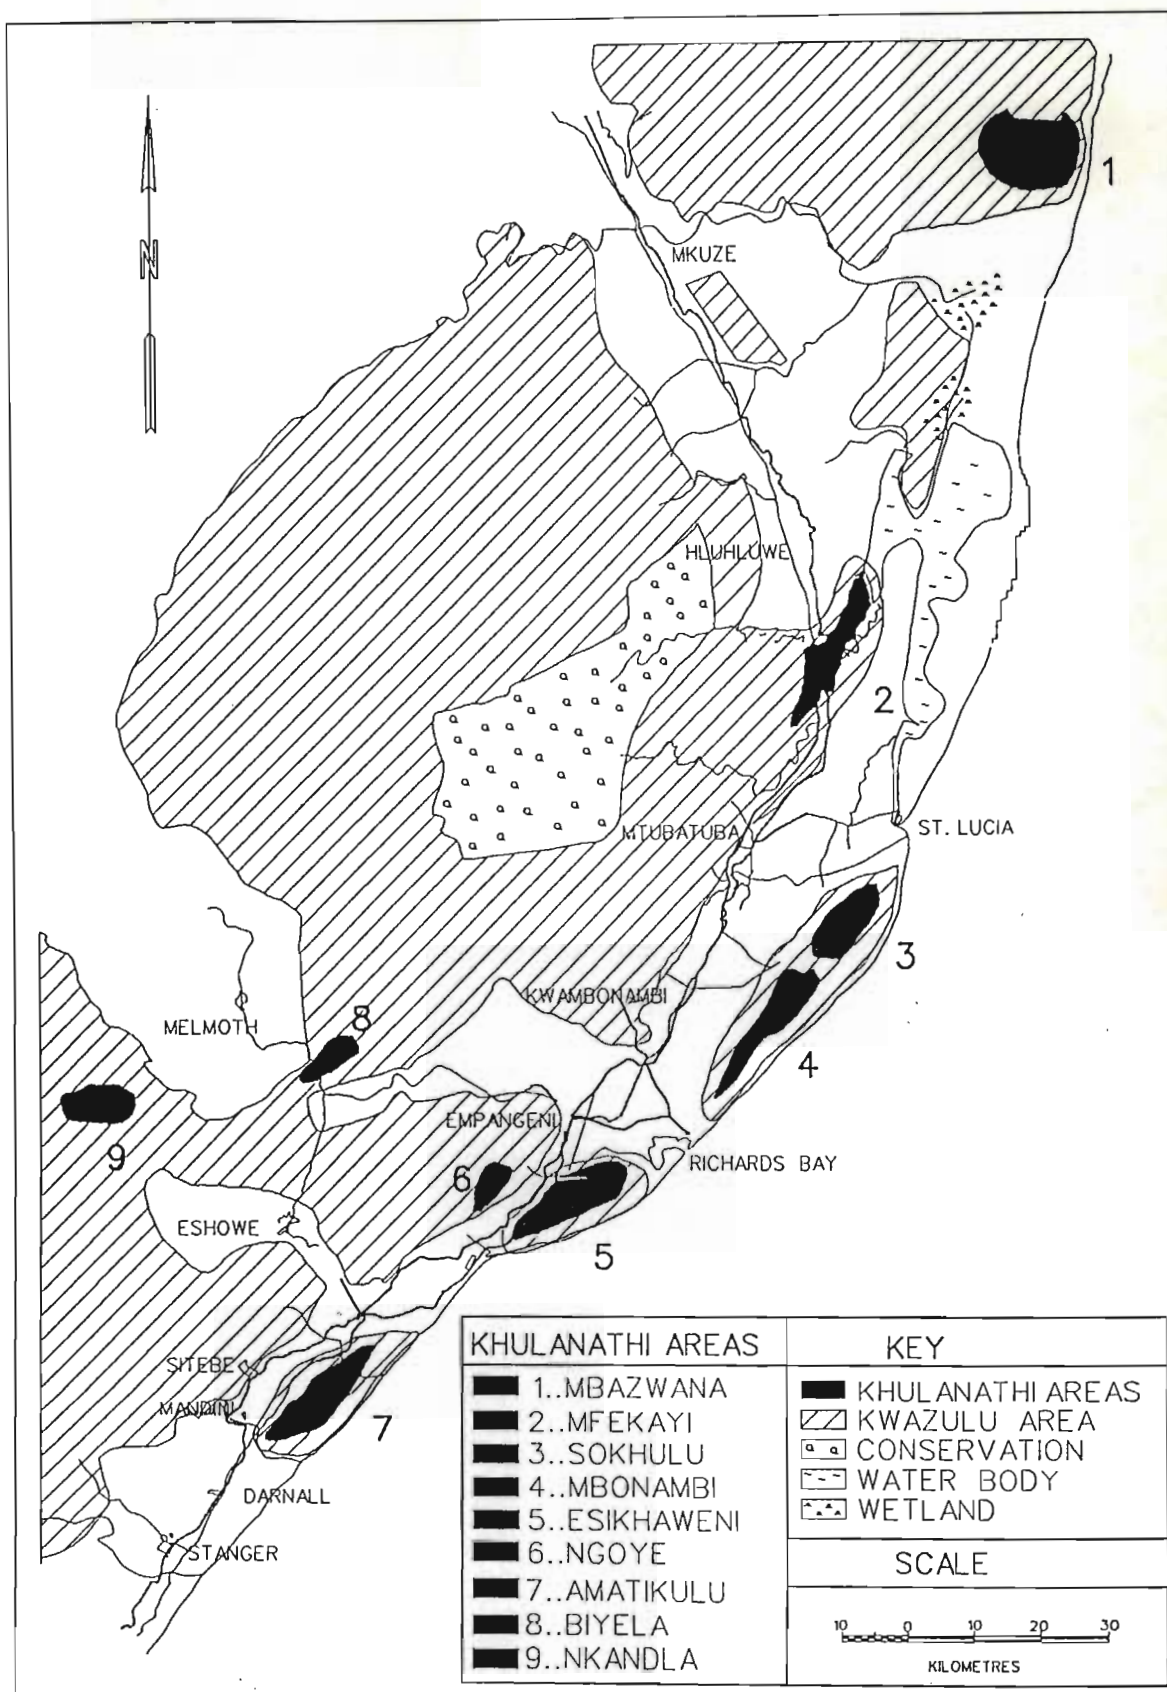 1
N
MKUZE
HLUHLUWE
2
MTUBATUBA
ST. LUCIA
3
KWAMBONAMBI
MELMOTH
8
4
EMPANGENI
9
6
RICHARDS BAY
ESHOWE
5
SITEBE
MANDINI
7
DARNALL
STANGER
KHULANATHI AREAS
1..MBAZWANA
2..MFEKAYI
3..SOKHULU
4..MBONAMBI
5..ESIKHAWENI
6..NGOYE
7..AMATIKULU
8..BIYELA
9..NKANDLA
KEY
KHULANATHI AREAS
KWAZULU AREA
CONSERVATION
WATER BODY
WETLAND
SCALE
10 0 10 20 30
KILOMETRES